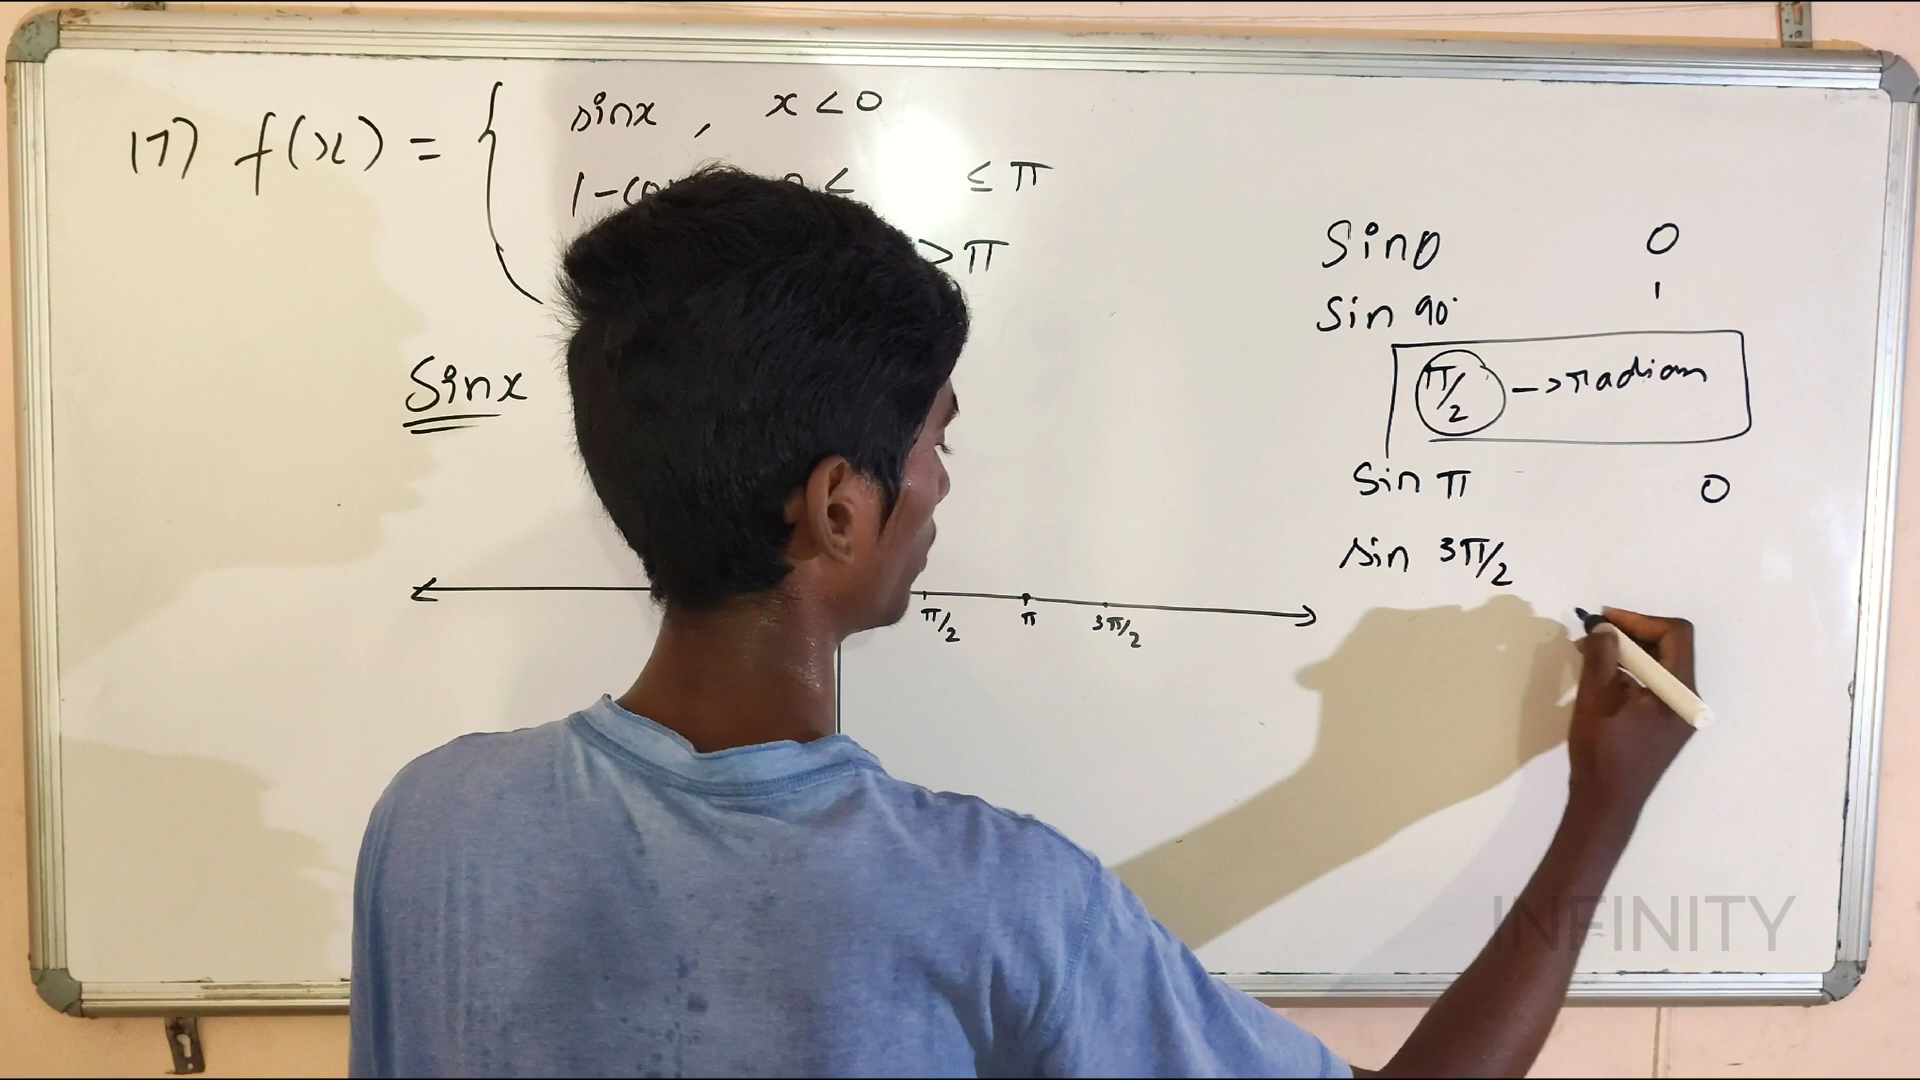 17) f(x) = { sinx , x < 0
1-co 0 < ≤ π
> π
Sinx
π/2 π 3π/2
Sin0 0
Sin 90° 1
π/2 → radian
Sin π 0
sin 3π/2
INFINITY